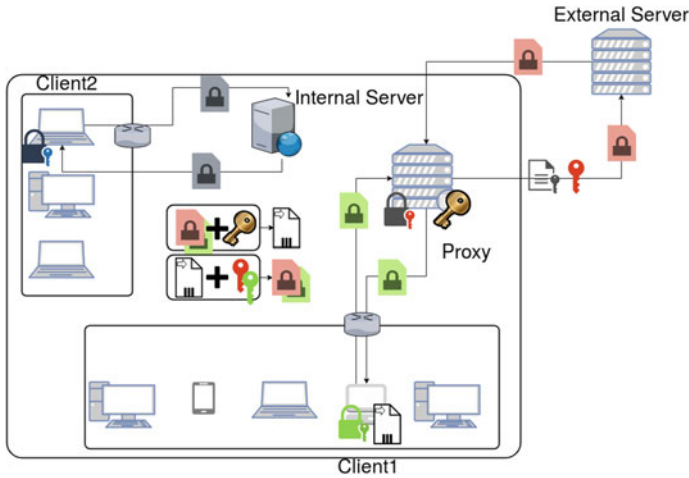 External Server
Client2
Internal Server
Proxy
Client1